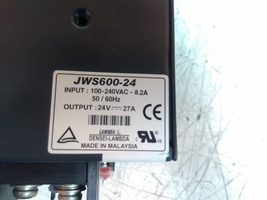 JWS600-24
INPUT : 100-240VAC ~ 8.2A
50 / 60Hz
OUTPUT : 24V ⎓ 27A
LAMBDA
DENSEI-LAMBDA
MADE IN MALAYSIA